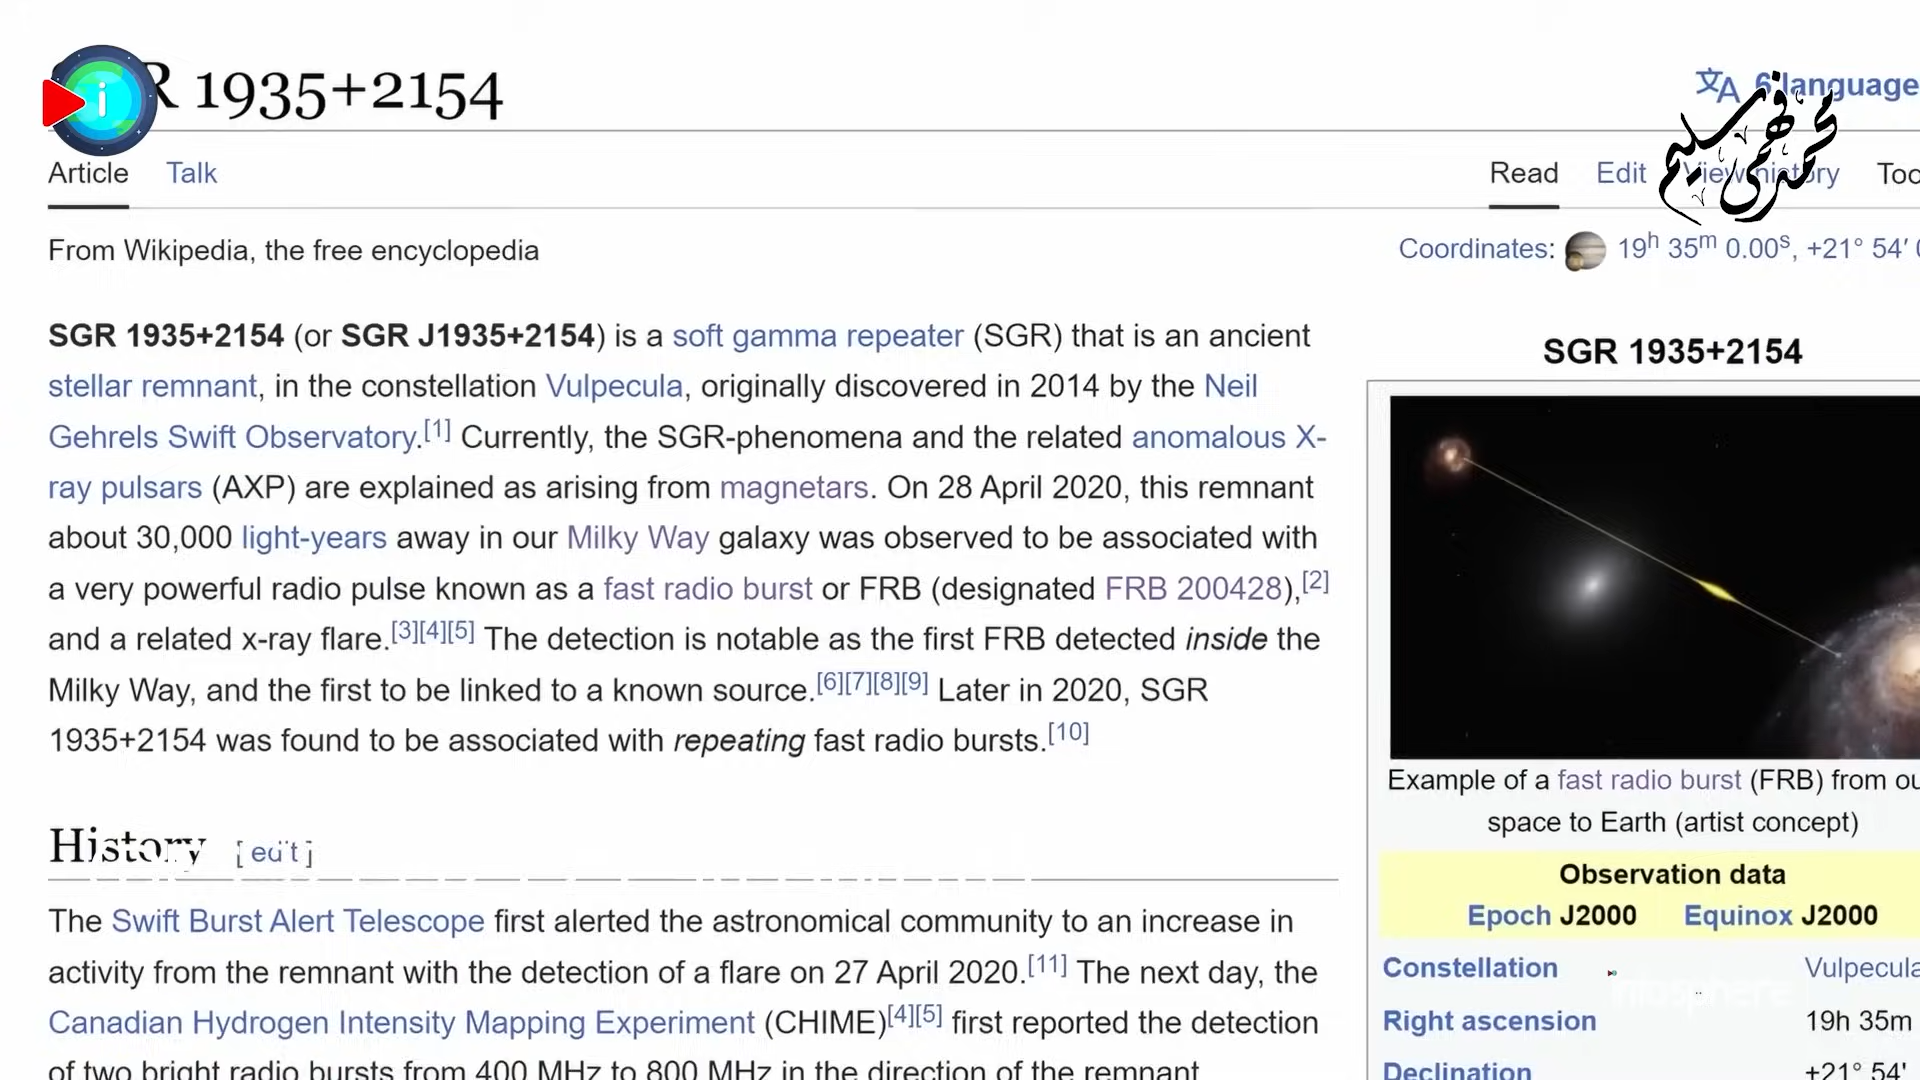 R 1935+2154
6 language
محمد فهمي سليم
Article Talk
Read Edit View history Too
From Wikipedia, the free encyclopedia
Coordinates: 19h 35m 0.00s, +21° 54′ 0
SGR 1935+2154 (or SGR J1935+2154) is a soft gamma repeater (SGR) that is an ancient
stellar remnant, in the constellation Vulpecula, originally discovered in 2014 by the Neil
Gehrels Swift Observatory.[1] Currently, the SGR-phenomena and the related anomalous X-
ray pulsars (AXP) are explained as arising from magnetars. On 28 April 2020, this remnant
about 30,000 light-years away in our Milky Way galaxy was observed to be associated with
a very powerful radio pulse known as a fast radio burst or FRB (designated FRB 200428),[2]
and a related x-ray flare.[3][4][5] The detection is notable as the first FRB detected inside the
Milky Way, and the first to be linked to a known source.[6][7][8][9] Later in 2020, SGR
1935+2154 was found to be associated with repeating fast radio bursts.[10]
History [edit]
The Swift Burst Alert Telescope first alerted the astronomical community to an increase in
activity from the remnant with the detection of a flare on 27 April 2020.[11] The next day, the
Canadian Hydrogen Intensity Mapping Experiment (CHIME)[4][5] first reported the detection
of two bright radio bursts from 400 MHz to 800 MHz in the direction of the remnant
SGR 1935+2154
Example of a fast radio burst (FRB) from ou
space to Earth (artist concept)
Observation data
Epoch J2000 Equinox J2000
Constellation Vulpecula
Right ascension 19h 35m
Declination +21° 54′